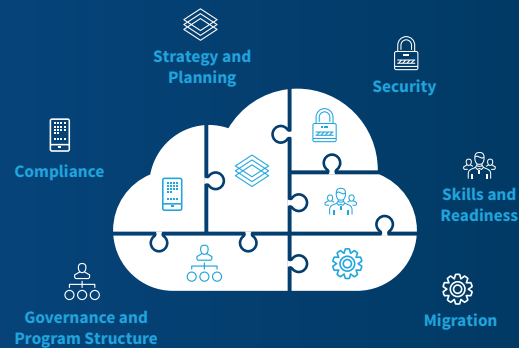 Strategy and
Planning
Security
Compliance
Skills and
Readiness
Governance and
Program Structure
Migration